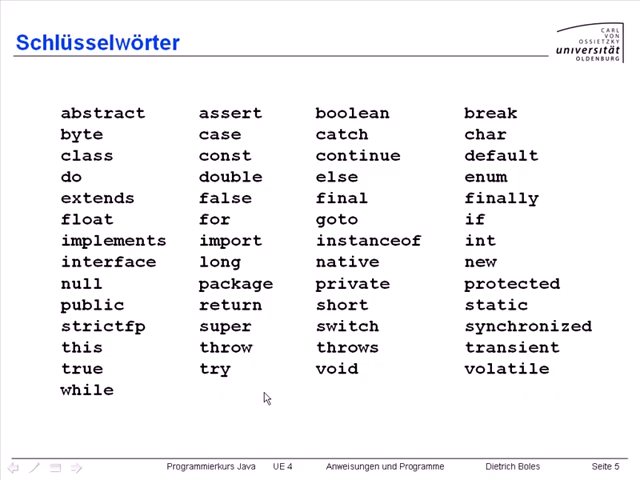 Schlüsselwörter
CARL
VON
OSSIETZKY
universität
OLDENBURG
abstract assert boolean break
byte case catch char
class const continue default
do double else enum
extends false final finally
float for goto if
implements import instanceof int
interface long native new
null package private protected
public return short static
strictfp super switch synchronized
this throw throws transient
true try void volatile
while
Programmierkurs Java UE 4 Anweisungen und Programme Dietrich Boles Seite 5